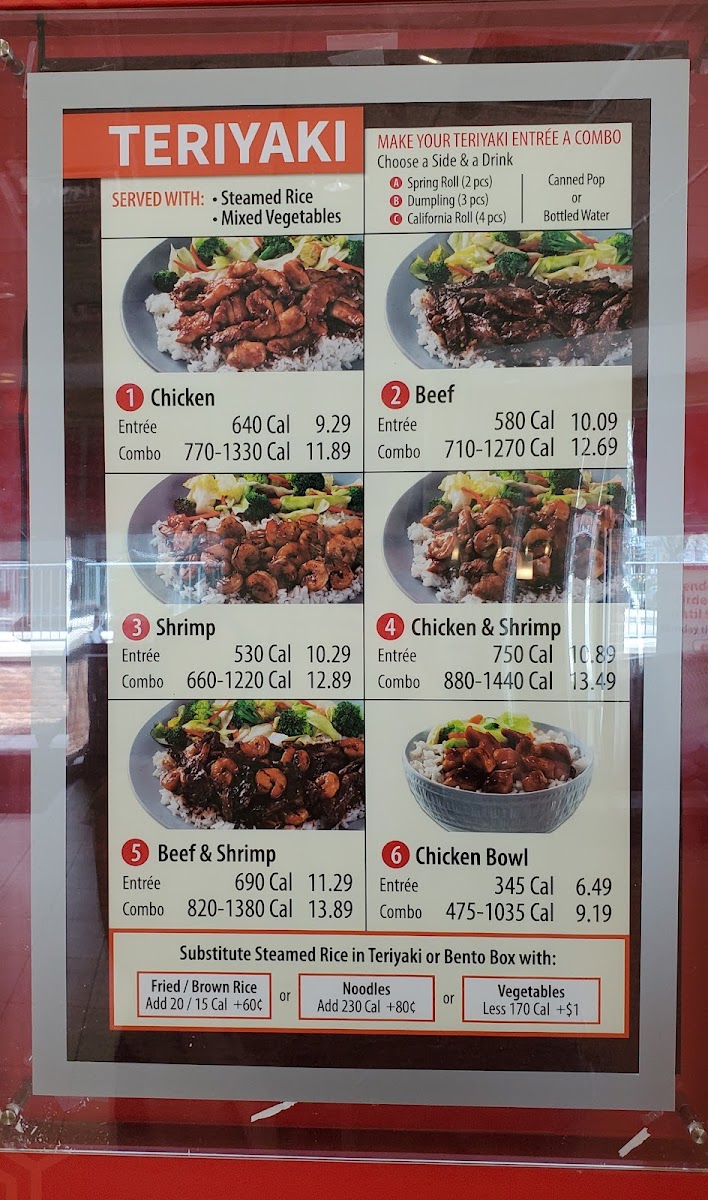 TERIYAKI
SERVED WITH: • Steamed Rice
• Mixed Vegetables
MAKE YOUR TERIYAKI ENTRÉE A COMBO
Choose a Side & a Drink
A Spring Roll (2 pcs)
B Dumpling (3 pcs)
C California Roll (4 pcs)
Canned Pop
or
Bottled Water
1 Chicken
Entrée 640 Cal 9.29
Combo 770-1330 Cal 11.89
2 Beef
Entrée 580 Cal 10.09
Combo 710-1270 Cal 12.69
3 Shrimp
Entrée 530 Cal 10.29
Combo 660-1220 Cal 12.89
4 Chicken & Shrimp
Entrée 750 Cal 10.89
Combo 880-1440 Cal 13.49
5 Beef & Shrimp
Entrée 690 Cal 11.29
Combo 820-1380 Cal 13.89
6 Chicken Bowl
Entrée 345 Cal 6.49
Combo 475-1035 Cal 9.19
Substitute Steamed Rice in Teriyaki or Bento Box with:
Fried / Brown Rice
Add 20 / 15 Cal +60¢
or
Noodles
Add 230 Cal +80¢
or
Vegetables
Less 170 Cal +$1